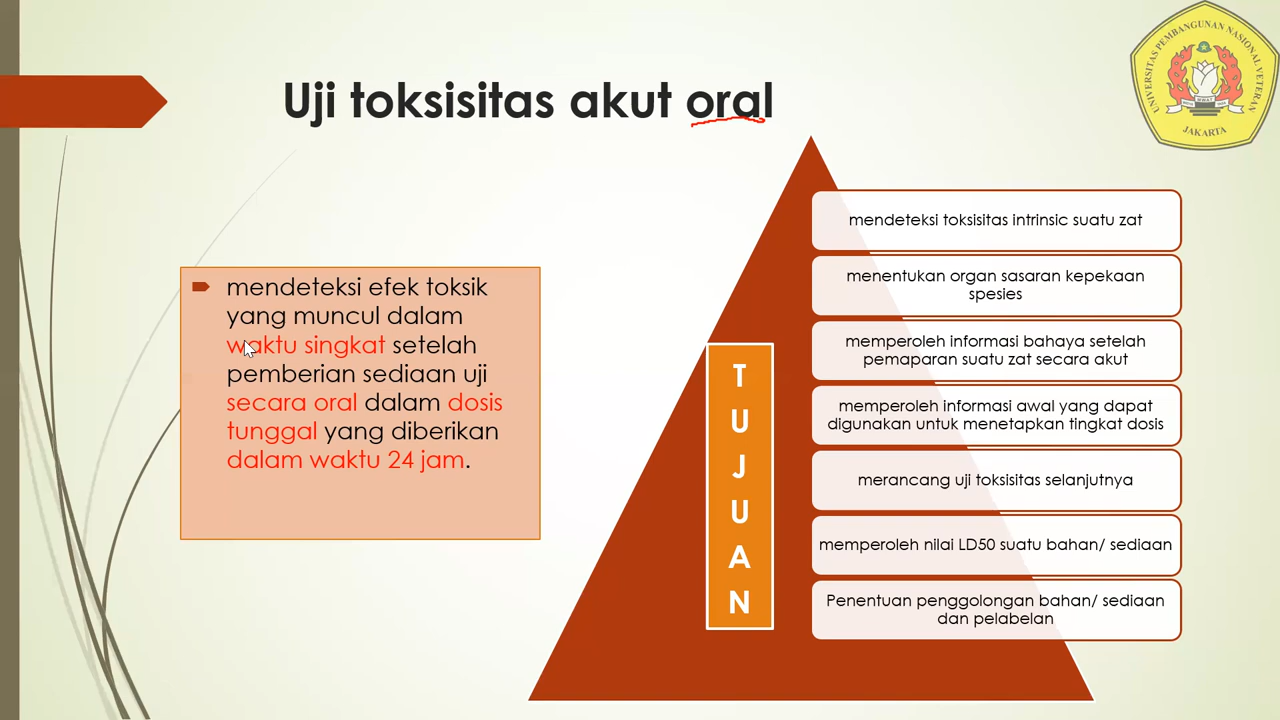 Uji toksisitas akut oral
UNIVERSITAS PEMBANGUNAN NASIONAL VETERAN
JAKARTA
mendeteksi efek toksik
yang muncul dalam
waktu singkat setelah
pemberian sediaan uji
secara oral dalam dosis
tunggal yang diberikan
dalam waktu 24 jam.
T
U
J
U
A
N
mendeteksi toksisitas intrinsic suatu zat
menentukan organ sasaran kepekaan
spesies
memperoleh informasi bahaya setelah
pemaparan suatu zat secara akut
memperoleh informasi awal yang dapat
digunakan untuk menetapkan tingkat dosis
merancang uji toksisitas selanjutnya
memperoleh nilai LD50 suatu bahan/ sediaan
Penentuan penggolongan bahan/ sediaan
dan pelabelan